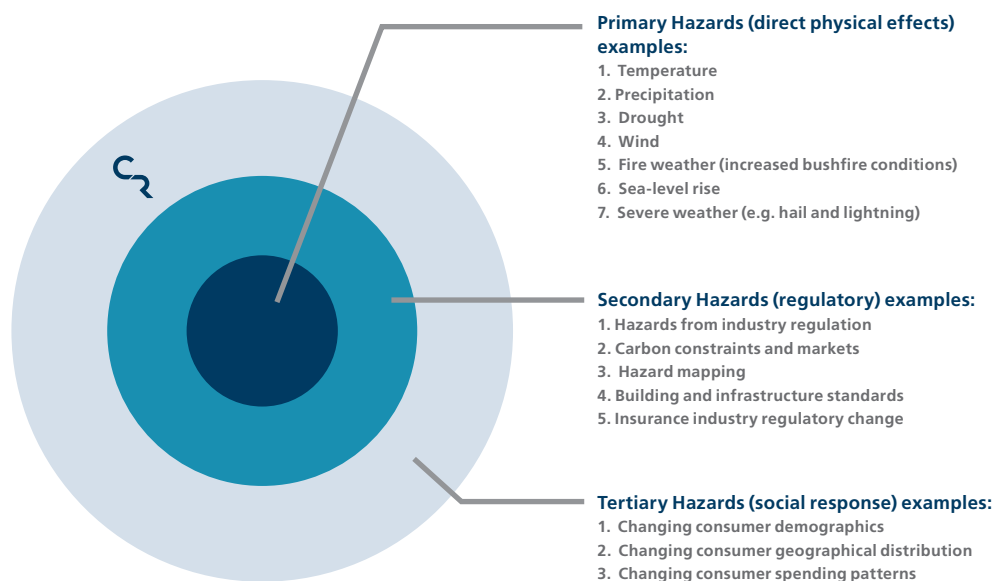 Primary Hazards (direct physical effects)
examples:
1. Temperature
2. Precipitation
3. Drought
4. Wind
5. Fire weather (increased bushfire conditions)
6. Sea-level rise
7. Severe weather (e.g. hail and lightning)
CR
Secondary Hazards (regulatory) examples:
1. Hazards from industry regulation
2. Carbon constraints and markets
3. Hazard mapping
4. Building and infrastructure standards
5. Insurance industry regulatory change
Tertiary Hazards (social response) examples:
1. Changing consumer demographics
2. Changing consumer geographical distribution
3. Changing consumer spending patterns